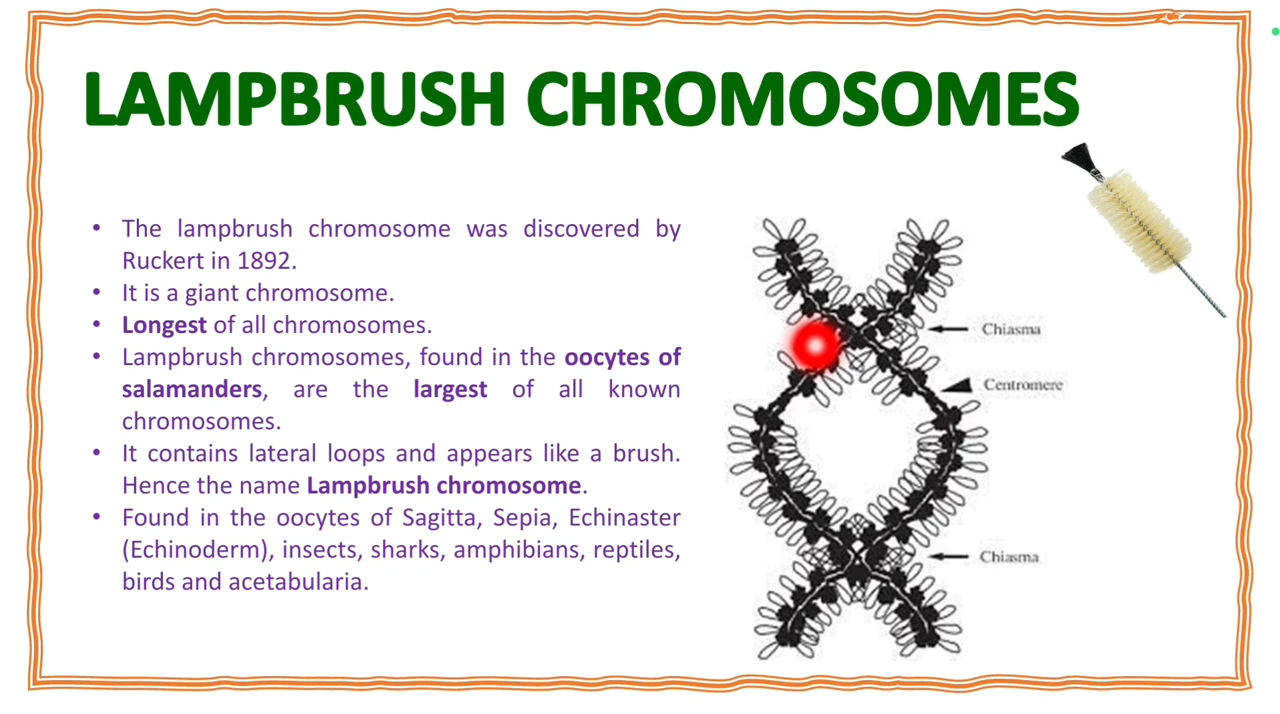 LAMPBRUSH CHROMOSOMES
• The lampbrush chromosome was discovered by
Ruckert in 1892.
• It is a giant chromosome.
• Longest of all chromosomes.
• Lampbrush chromosomes, found in the oocytes of
salamanders, are the largest of all known
chromosomes.
• It contains lateral loops and appears like a brush.
Hence the name Lampbrush chromosome.
• Found in the oocytes of Sagitta, Sepia, Echinaster
(Echinoderm), insects, sharks, amphibians, reptiles,
birds and acetabularia.
Chiasma
Centromere
Chiasma